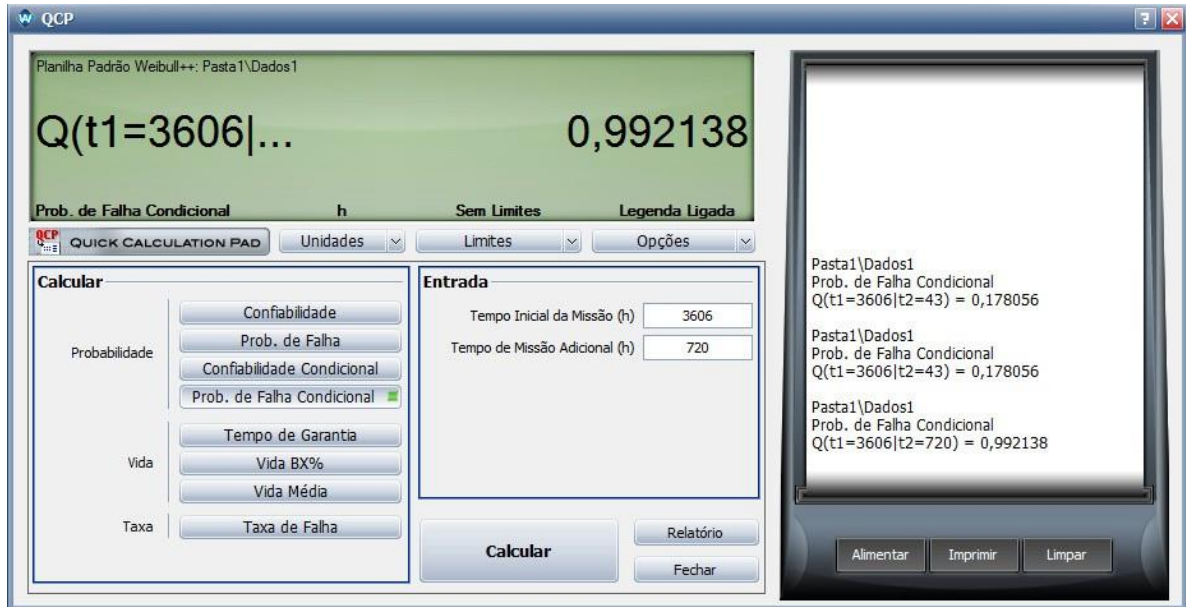 QCP
Planilha Padrão Weibull++: Pasta1\Dados1
Q(t1=3606|... 0,992138
Prob. de Falha Condicional h Sem Limites Legenda Ligada
QCP QUICK CALCULATION PAD Unidades Limites Opções
Calcular
Probabilidade
Confiabilidade
Prob. de Falha
Confiabilidade Condicional
Prob. de Falha Condicional
Vida
Tempo de Garantia
Vida BX%
Vida Média
Taxa
Taxa de Falha
Entrada
Tempo Inicial da Missão (h) 3606
Tempo de Missão Adicional (h) 720
Calcular
Relatório
Fechar
Pasta1\Dados1
Prob. de Falha Condicional
Q(t1=3606|t2=43) = 0,178056
Pasta1\Dados1
Prob. de Falha Condicional
Q(t1=3606|t2=43) = 0,178056
Pasta1\Dados1
Prob. de Falha Condicional
Q(t1=3606|t2=720) = 0,992138
Alimentar Imprimir Limpar